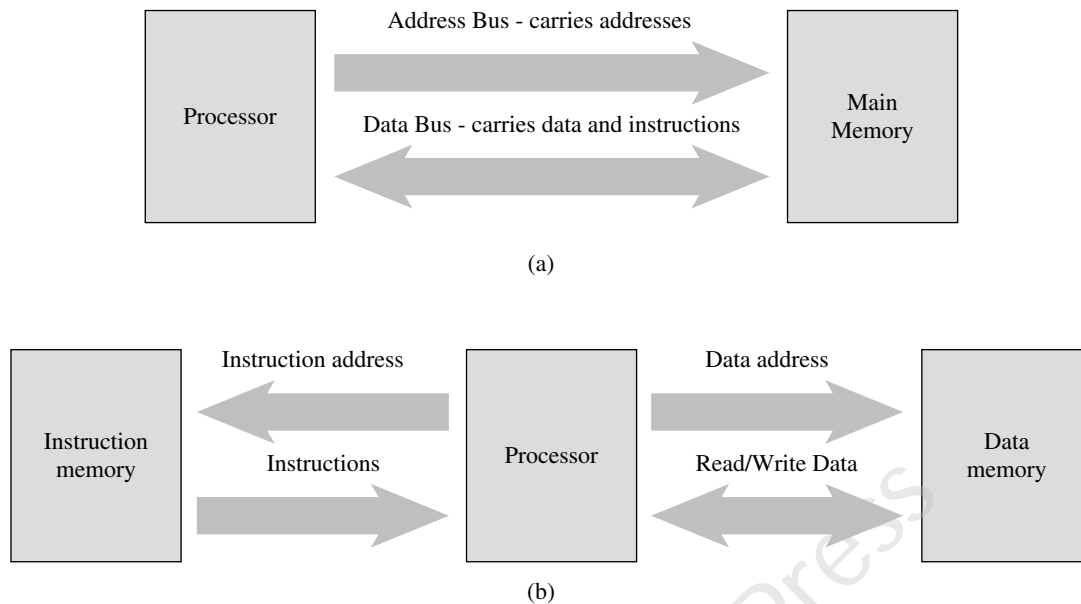 Address Bus - carries addresses
Processor
Main
Memory
Data Bus - carries data and instructions
(a)
Instruction address
Data address
Instruction
memory
Instructions
Processor
Read/Write Data
Data
memory
Press
(b)